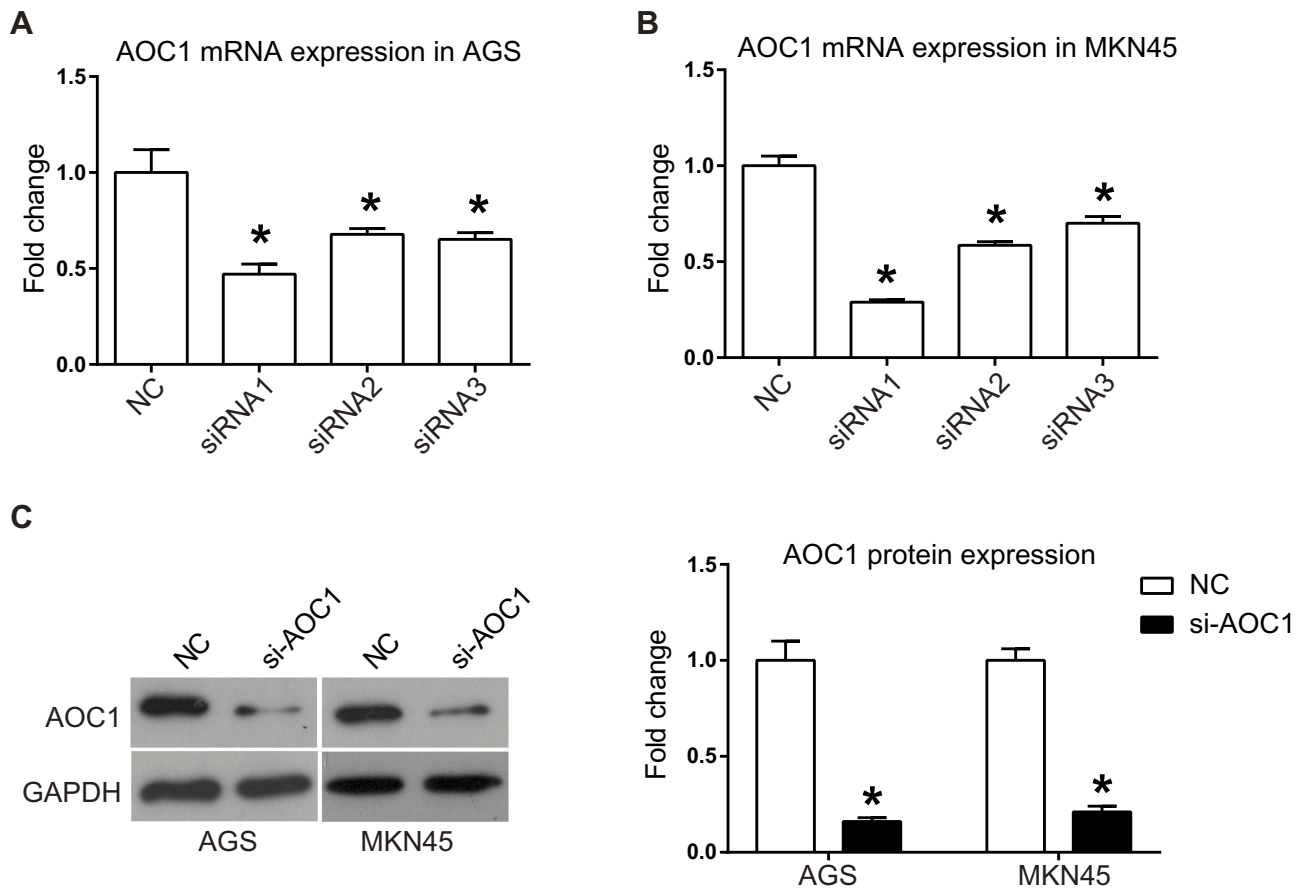 A
AOC1 mRNA expression in AGS
1.5
1.0
0.5
0.0
Fold change
*
*
*
NC
siRNA1
siRNA2
siRNA3
B
AOC1 mRNA expression in MKN45
1.5
1.0
0.5
0.0
Fold change
*
*
*
NC
siRNA1
siRNA2
siRNA3
C
NC
si-AOC1
NC
si-AOC1
AOC1
GAPDH
AGS
MKN45
AOC1 protein expression
1.5
1.0
0.5
0.0
Fold change
*
*
AGS
MKN45
NC
si-AOC1